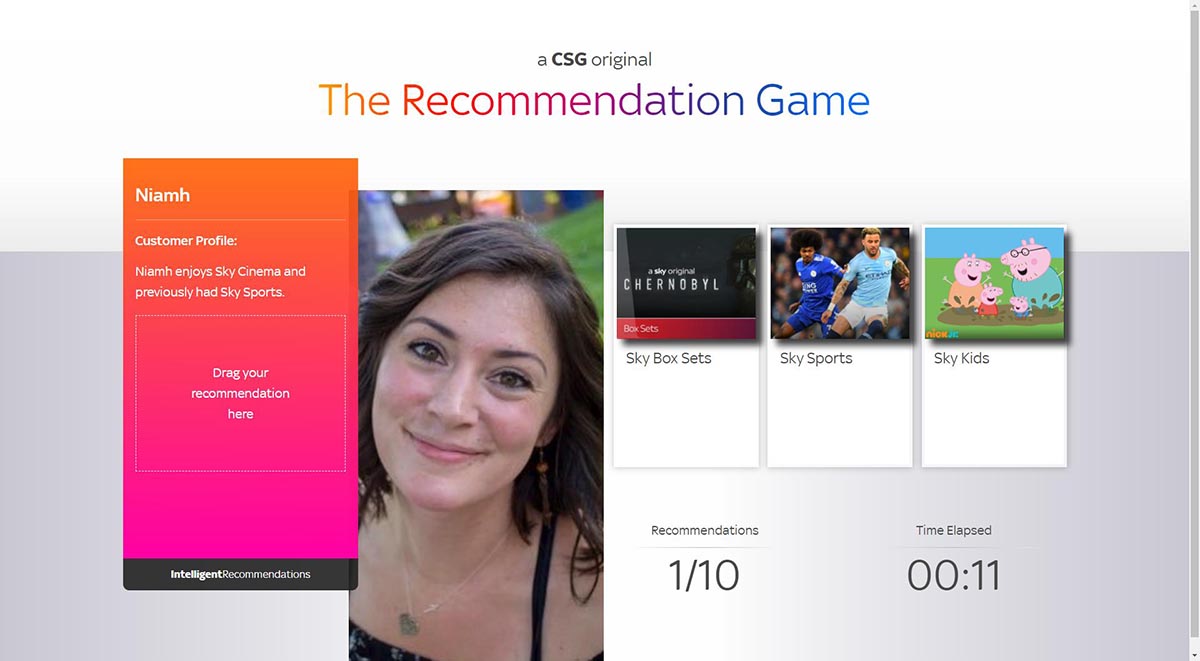 a CSG original
The Recommendation Game
Niamh
Customer Profile:
Niamh enjoys Sky Cinema and
previously had Sky Sports.
Drag your
recommendation
here
IntelligentRecommendations
a sky original
CHERNOBYL
Box Sets
Sky Box Sets
KING
POWER
Sky Sports
nick jr.
Sky Kids
Recommendations
1/10
Time Elapsed
00:11